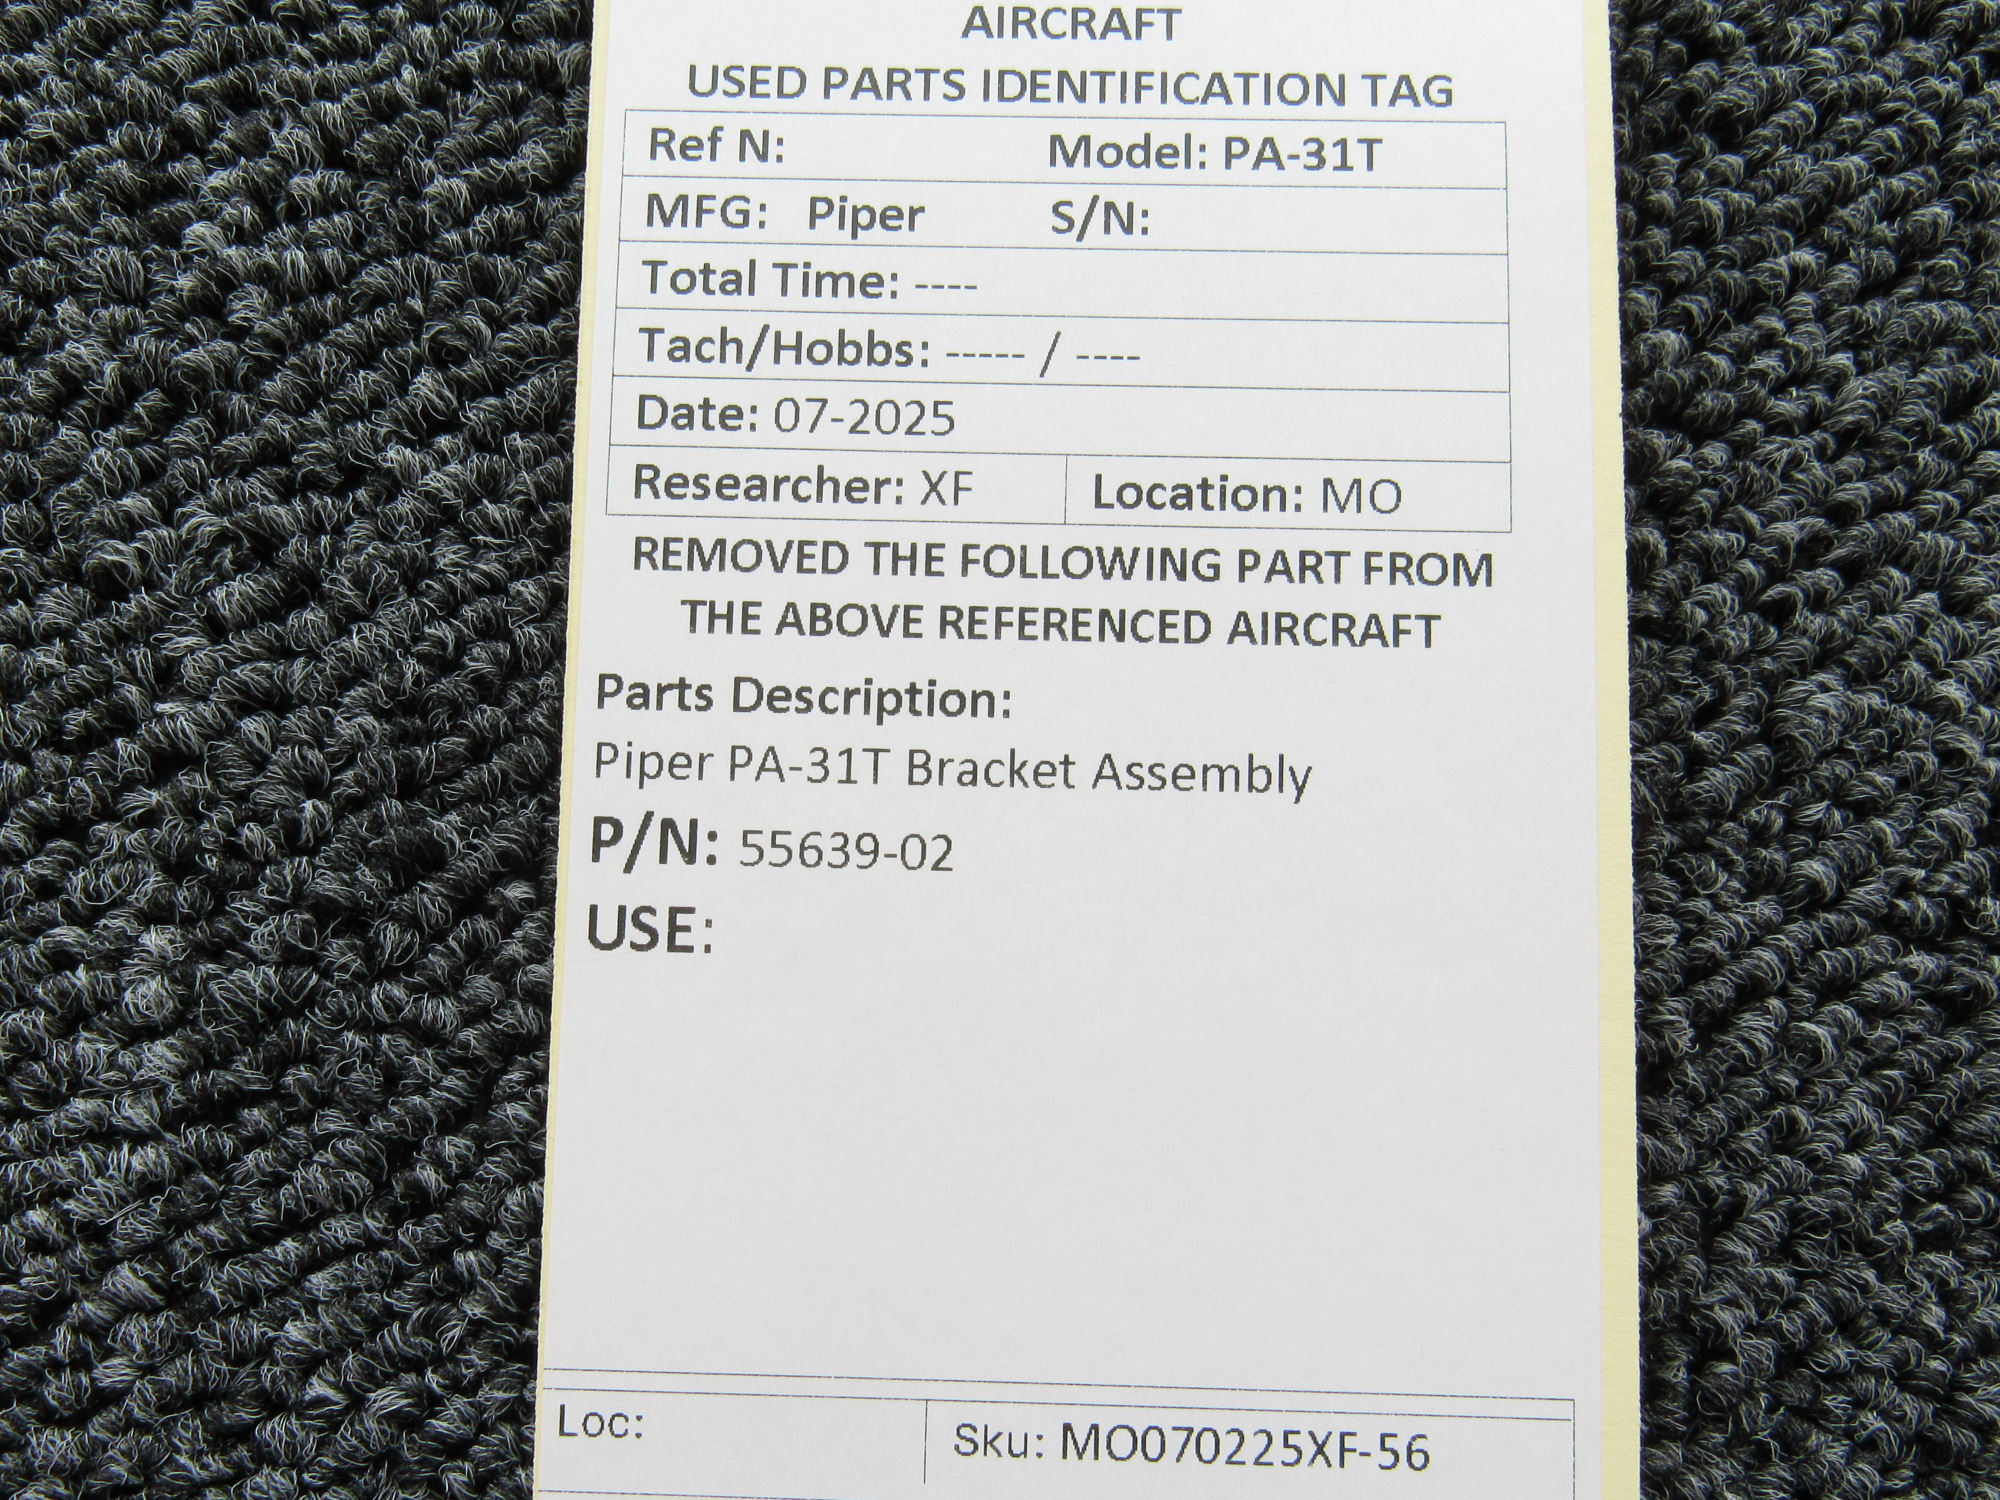 AIRCRAFT
USED PARTS IDENTIFICATION TAG
Ref N: Model: PA-31T
MFG: Piper S/N:
Total Time: ----
Tach/Hobbs: ----- / ----
Date: 07-2025
Researcher: XF Location: MO
REMOVED THE FOLLOWING PART FROM
THE ABOVE REFERENCED AIRCRAFT
Parts Description:
Piper PA-31T Bracket Assembly
P/N: 55639-02
USE:
Loc: Sku: MO070225XF-56